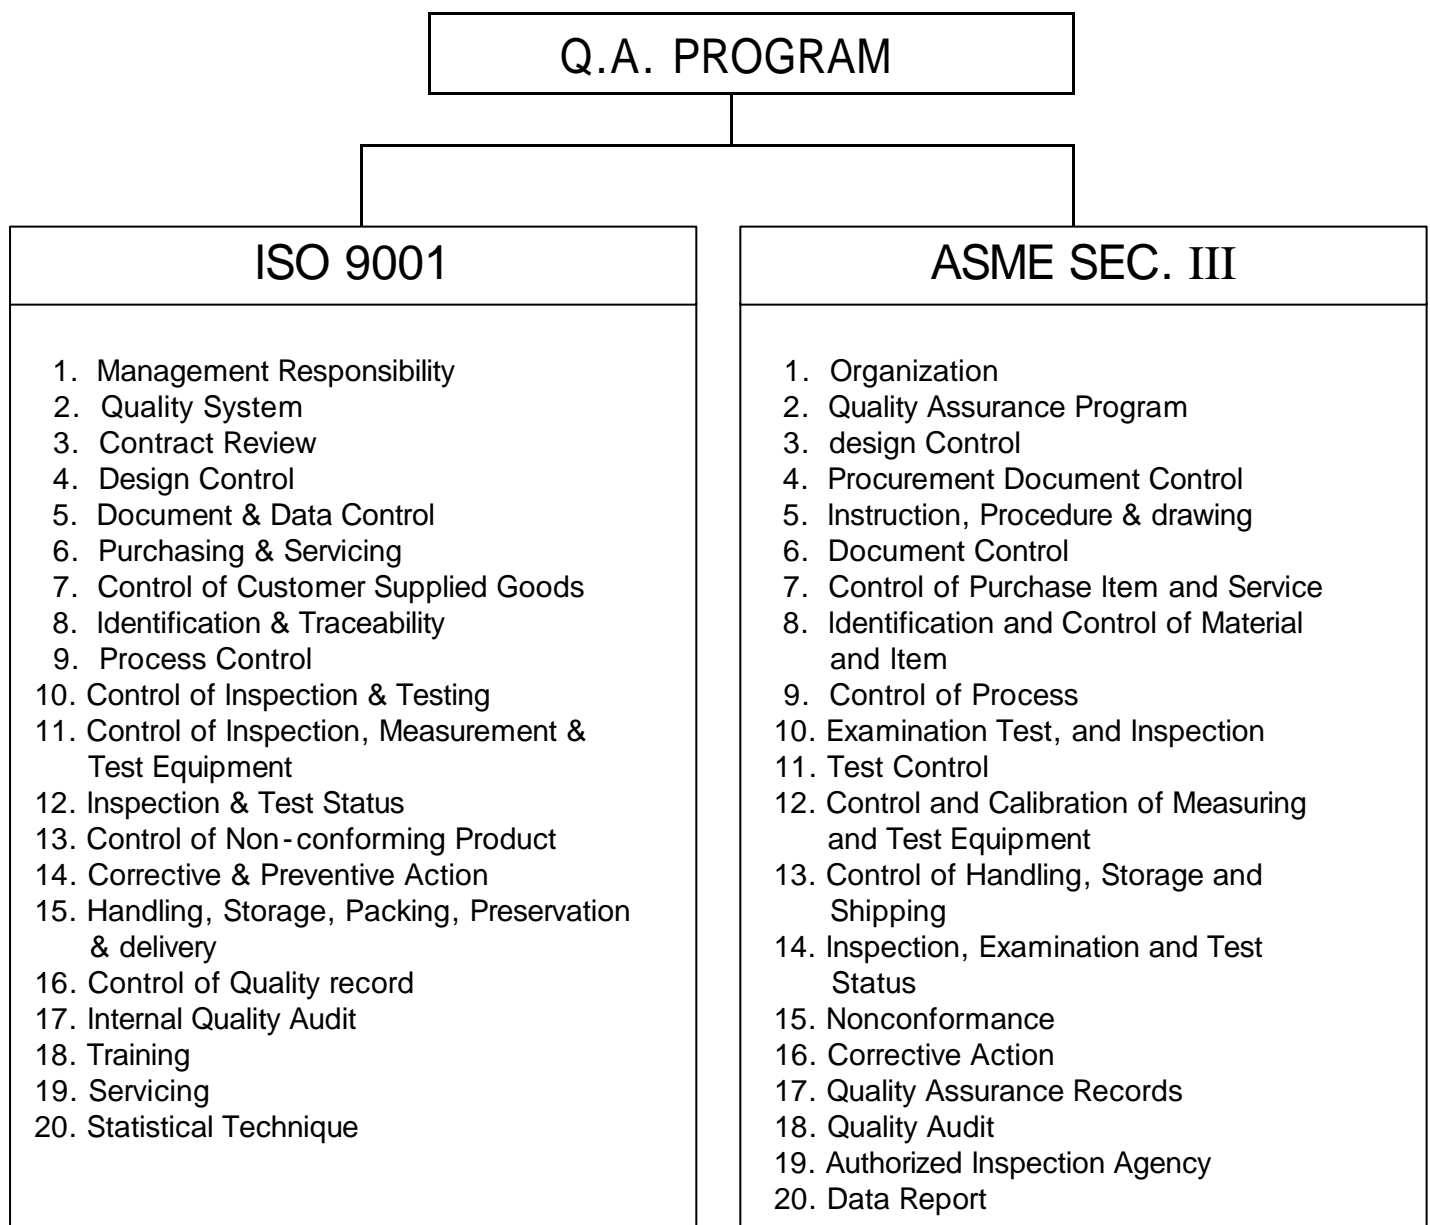 Q.A. PROGRAM
ISO 9001
1. Management Responsibility
2. Quality System
3. Contract Review
4. Design Control
5. Document & Data Control
6. Purchasing & Servicing
7. Control of Customer Supplied Goods
8. Identification & Traceability
9. Process Control
10. Control of Inspection & Testing
11. Control of Inspection, Measurement &
Test Equipment
12. Inspection & Test Status
13. Control of Non-conforming Product
14. Corrective & Preventive Action
15. Handling, Storage, Packing, Preservation
& delivery
16. Control of Quality record
17. Internal Quality Audit
18. Training
19. Servicing
20. Statistical Technique
ASME SEC. III
1. Organization
2. Quality Assurance Program
3. design Control
4. Procurement Document Control
5. Instruction, Procedure & drawing
6. Document Control
7. Control of Purchase Item and Service
8. Identification and Control of Material
and Item
9. Control of Process
10. Examination Test, and Inspection
11. Test Control
12. Control and Calibration of Measuring
and Test Equipment
13. Control of Handling, Storage and
Shipping
14. Inspection, Examination and Test
Status
15. Nonconformance
16. Corrective Action
17. Quality Assurance Records
18. Quality Audit
19. Authorized Inspection Agency
20. Data Report